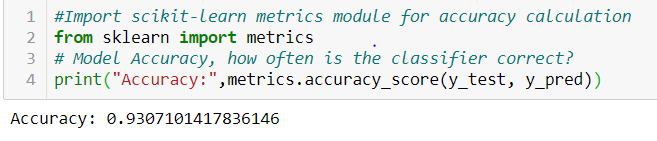 1 #Import scikit-learn metrics module for accuracy calculation
2 from sklearn import metrics
3 # Model Accuracy, how often is the classifier correct?
4 print("Accuracy:",metrics.accuracy_score(y_test, y_pred))
Accuracy: 0.9307101417836146